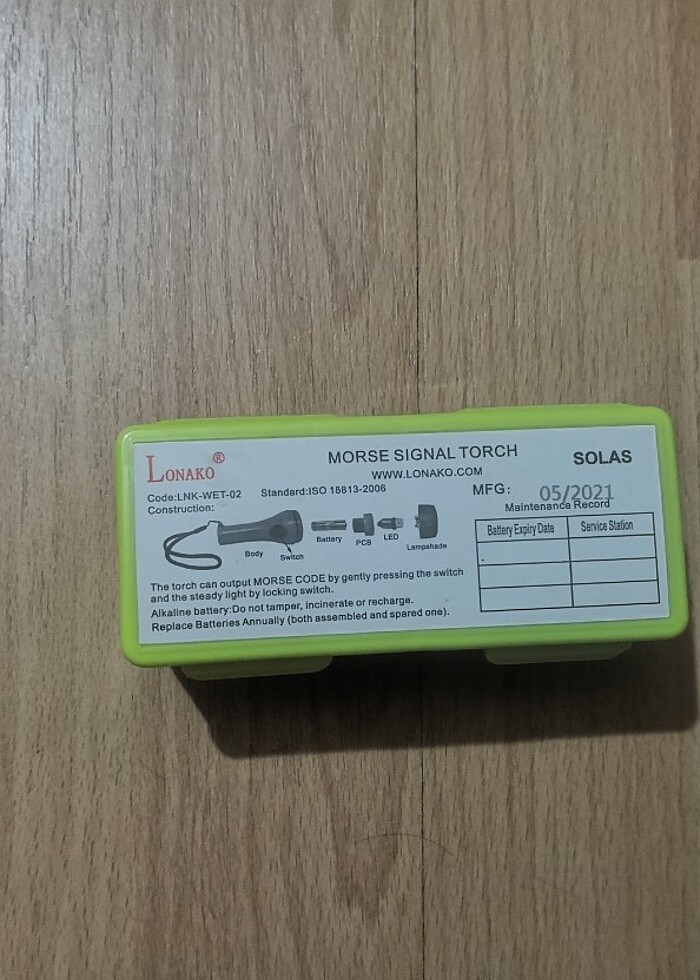 LONAKO®
MORSE SIGNAL TORCH
SOLAS
WWW.LONAKO.COM
Code:LNK-WET-02 Standard:ISO 18813-2006
MFG: 05/2021
Construction:
Maintenance Record
Battery Expiry Date Service Station
Body
Switch
Battery
PCB
LED
Lampshade
The torch can output MORSE CODE by gently pressing the switch
and the steady light by locking switch.
Alkaline battery:Do not tamper, incinerate or recharge.
Replace Batteries Annually (both assembled and spared one).